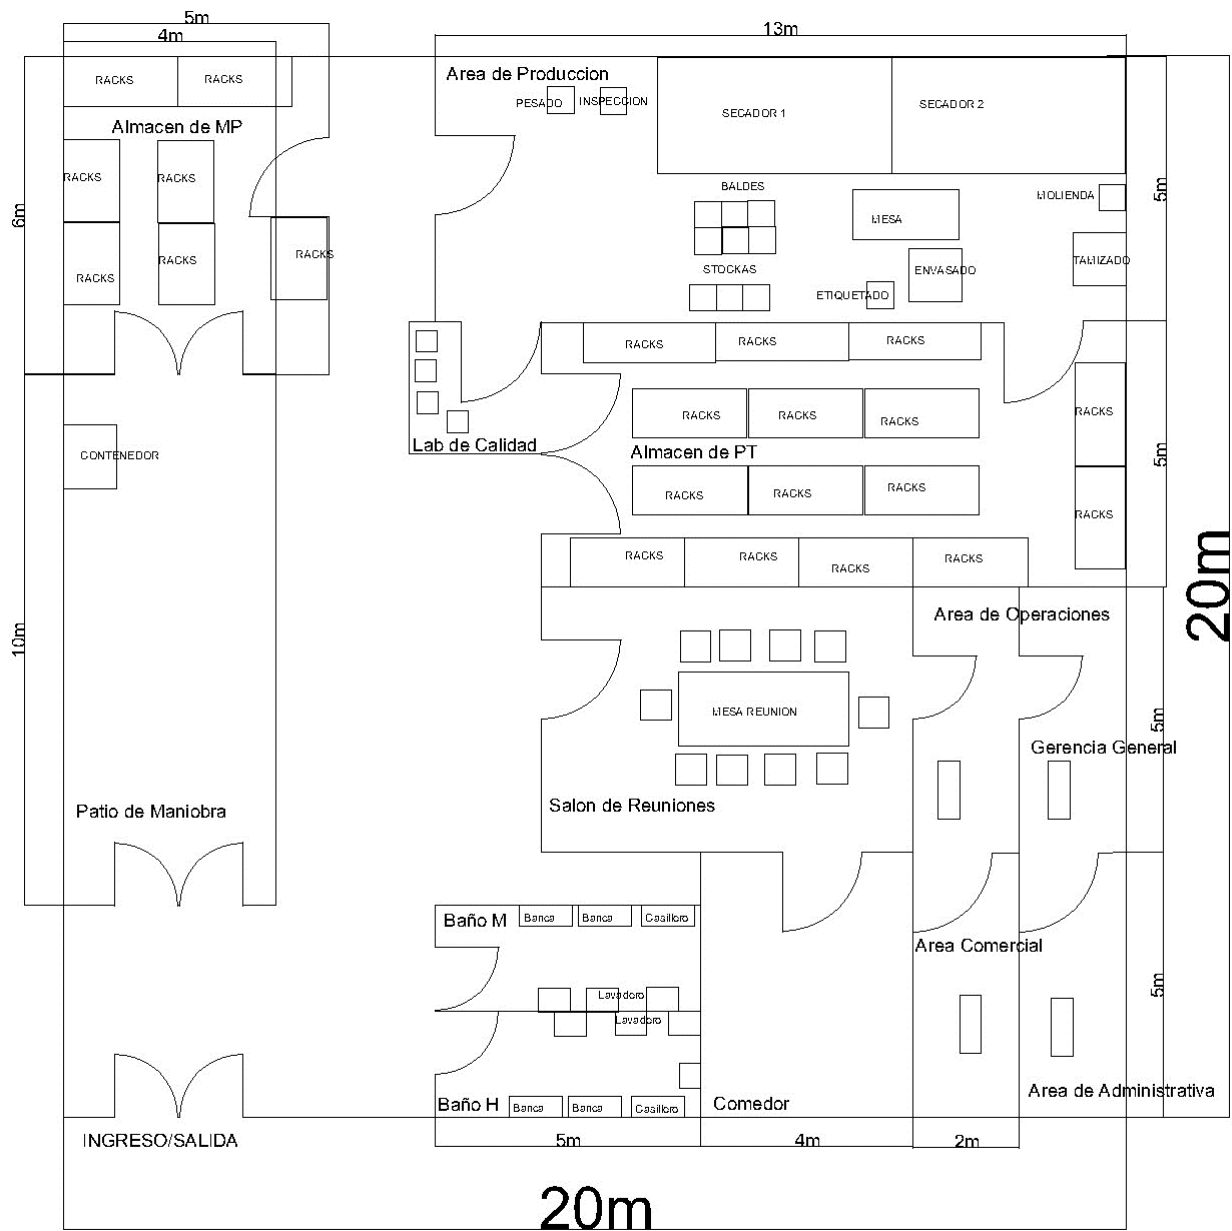 5m
4m
13m
RACKS
RACKS
Area de Produccion
PESADO
INSPECCION
SECADOR 1
SECADOR 2
Almacen de MP
RACKS
RACKS
BALDES
MOLIENDA
5m
6m
MESA
RACKS
RACKS
RACKS
STOCKAS
ENVASADO
TAMIZADO
ETIQUETADO
RACKS
RACKS
RACKS
RACKS
RACKS
RACKS
RACKS
Lab de Calidad
Almacen de PT
5m
CONTENEDOR
RACKS
RACKS
RACKS
RACKS
RACKS
RACKS
RACKS
RACKS
20m
Area de Operaciones
10m
MESA REUNION
5m
Gerencia General
Salon de Reuniones
Patio de Maniobra
Baño M
Banca
Banca
Casillero
Area Comercial
5m
Lavadero
Lavadero
Baño H
Banca
Banca
Casillero
Comedor
Area de Administrativa
INGRESO/SALIDA
5m
4m
2m
20m